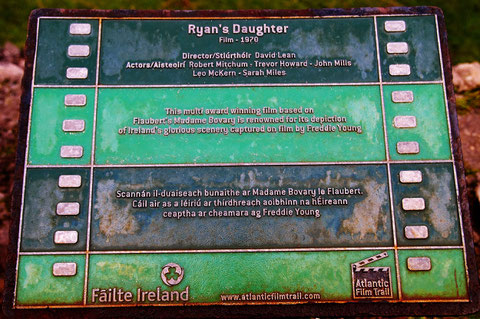 Ryan's Daughter
Film - 1970
Director/Stiúrthóir David Lean
Actors/Aisteoirí Robert Mitchum - Trevor Howard - John Mills
Leo McKern - Sarah Miles
This multi award winning film based on
Flaubert's Madame Bovary is renowned for its depiction
of Ireland's glorious scenery captured on film by Freddie Young
Scannán il-duaiseach bunaithe ar Madame Bovary le Flaubert.
Cáil air as a léiriú ar thírdhreach aoibhinn na hÉireann
ceaptha ar cheamara ag Freddie Young
Fáilte Ireland
www.atlanticfilmtrail.com
Atlantic
Film Trail